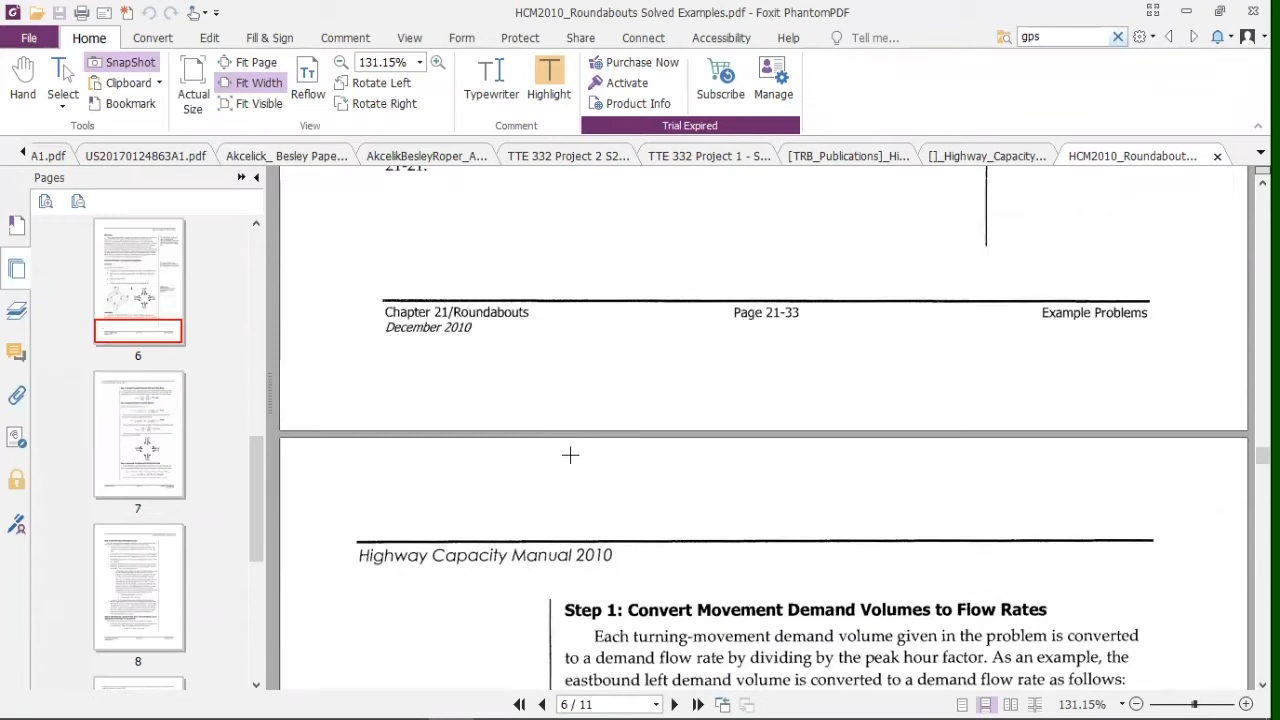 HCM2010_Roundabouts Solved Examples.pdf - Foxit PhantomPDF
File Home Convert Edit Fill & Sign Comment View Form Protect Share Connect Accessibility Help Tell me... gps
Hand
Select
SnapShot
Clipboard
Bookmark
Tools
Actual Size
Fit Page
Fit Width
Fit Visible
Reflow
131.15%
Rotate Left
Rotate Right
View
Typewriter
Highlight
Comment
Purchase Now
Activate
Product Info
Subscribe
Manage
Trial Expired
A1.pdf US20170124863A1.pdf Akcelick_ Besley Pape... AkcelikBesleyRoper_A... TTE 332 Project 2 S2... TTE 332 Project 1 - S... [TRB_Publications]_Hi... []_Highway_Capacity... HCM2010_Roundabout...
Pages
6
7
8
21-21.
Chapter 21/Roundabouts Page 21-33 Example Problems
December 2010
Highway Capacity Manual 2010
Step 1: Convert Movement Demand Volumes to Flow Rates
Each turning-movement demand volume given in the problem is converted
to a demand flow rate by dividing by the peak hour factor. As an example, the
eastbound left demand volume is converted to a demand flow rate as follows:
6 / 11 131.15%